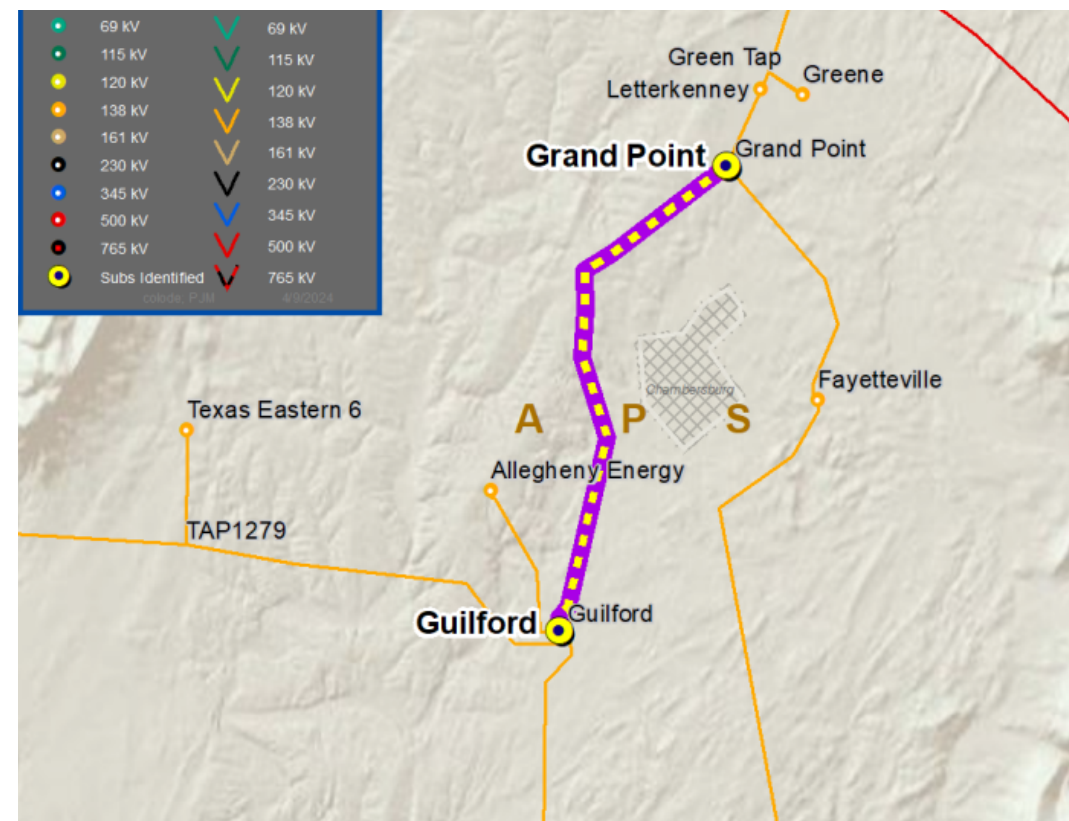 69 kV
69 kV
115 kV
115 kV
120 kV
120 kV
138 kV
138 kV
161 kV
161 kV
230 kV
230 kV
345 kV
345 kV
500 kV
500 kV
765 kV
765 kV
Subs Identified
colode, PJM 4/9/2024
Green Tap
Greene
Letterkenney
Grand Point
Grand Point
Chambersburg
Fayetteville
A P S
Texas Eastern 6
Allegheny Energy
TAP1279
Guilford
Guilford